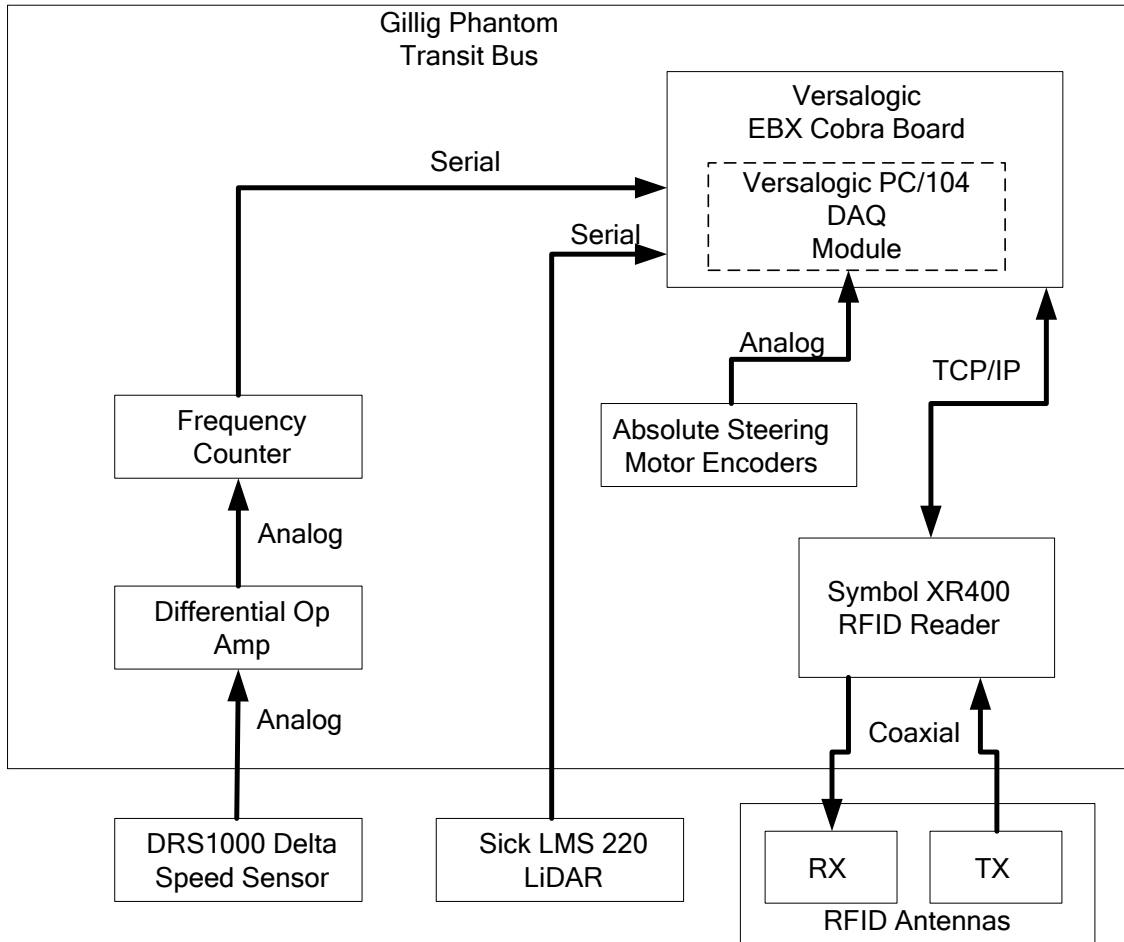 Gillig Phantom
Transit Bus
Versalogic
EBX Cobra Board
Serial
Versalogic PC/104
DAQ
Module
Serial
Analog
TCP/IP
Frequency
Counter
Absolute Steering
Motor Encoders
Analog
Differential Op
Amp
Symbol XR400
RFID Reader
Analog
Coaxial
DRS1000 Delta
Speed Sensor
Sick LMS 220
LiDAR
RX
TX
RFID Antennas